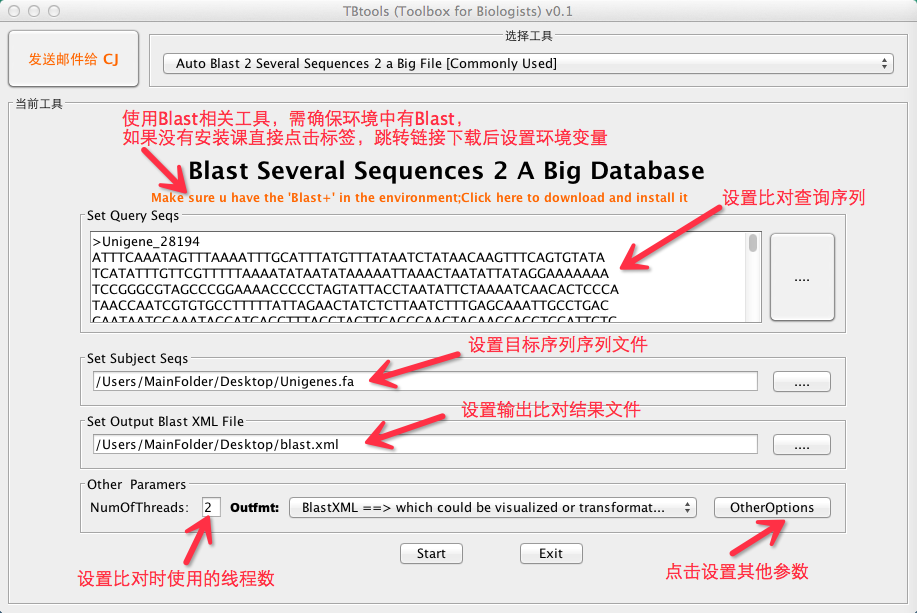 TBtools (Toolbox for Biologists) v0.1
发送邮件给 CJ
选择工具
Auto Blast 2 Several Sequences 2 a Big File [Commonly Used]
当前工具
使用Blast相关工具，需确保环境中有Blast，
如果没有安装课直接点击标签，跳转链接下载后设置环境变量
Blast Several Sequences 2 A Big Database
Make sure u have the 'Blast+' in the environment;Click here to download and install it
设置比对查询序列
Set Query Seqs
>Unigene_28194
ATTTCAAATAGTTTAAAATTTGCATTTATGTTTATAATCTATAACAAGTTTCAGTGTATA
TCATATTTGTTCGTTTTTAAAATATAATATAAAAATTAAACTAATATTATAGGAAAAAAA
TCCGGGCGTAGCCCGGAAAACCCCCTAGTATTACCTAATATTCTAAAATCAACACTCCCA
TAACCAATCGTGTGCCTTTTTATTAGAACTATCTCTTAATCTTTGAGCAAATTGCCTGAC
....
设置目标序列序列文件
Set Subject Seqs
/Users/MainFolder/Desktop/Unigenes.fa
....
设置输出比对结果文件
Set Output Blast XML File
/Users/MainFolder/Desktop/blast.xml
....
Other Paramers
NumOfThreads: 2 Outfmt: BlastXML ==> which could be visualized or transformat... OtherOptions
Start Exit
设置比对时使用的线程数
点击设置其他参数